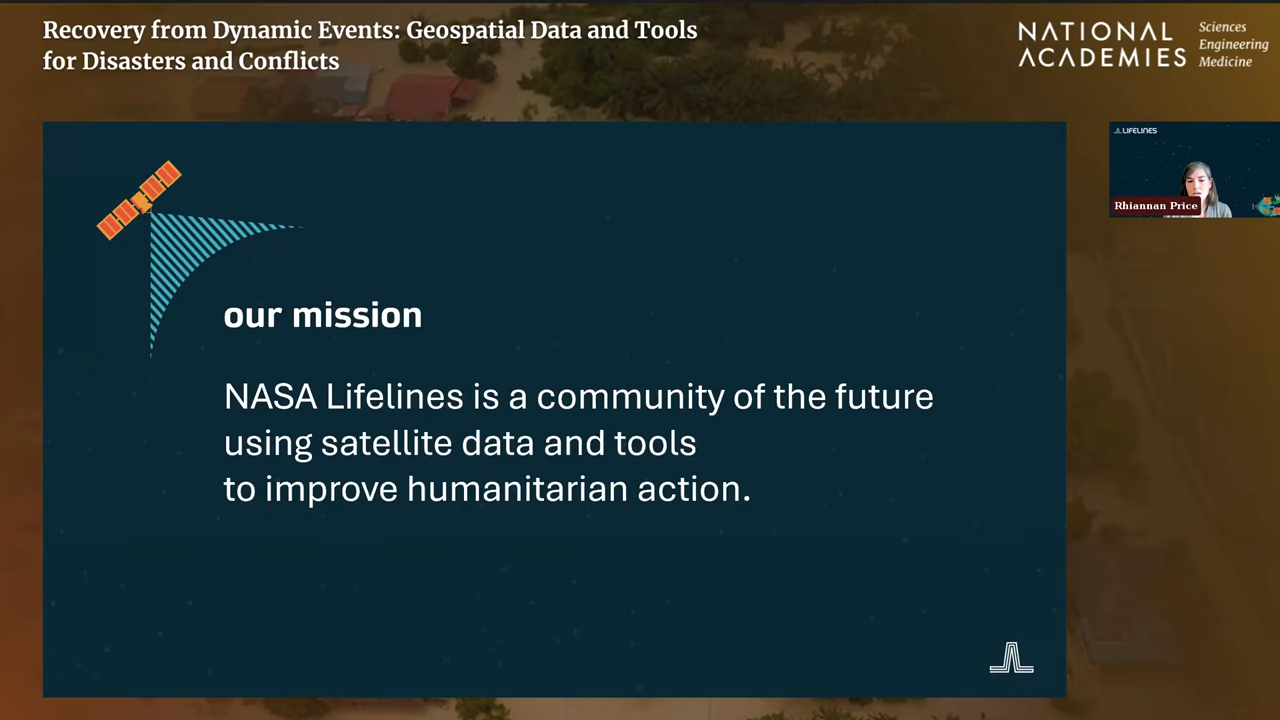 Recovery from Dynamic Events: Geospatial Data and Tools
for Disasters and Conflicts
NATIONAL
ACADEMIES
Sciences
Engineering
Medicine
LIFELINES
Rhiannan Price
our mission
NASA Lifelines is a community of the future
using satellite data and tools
to improve humanitarian action.